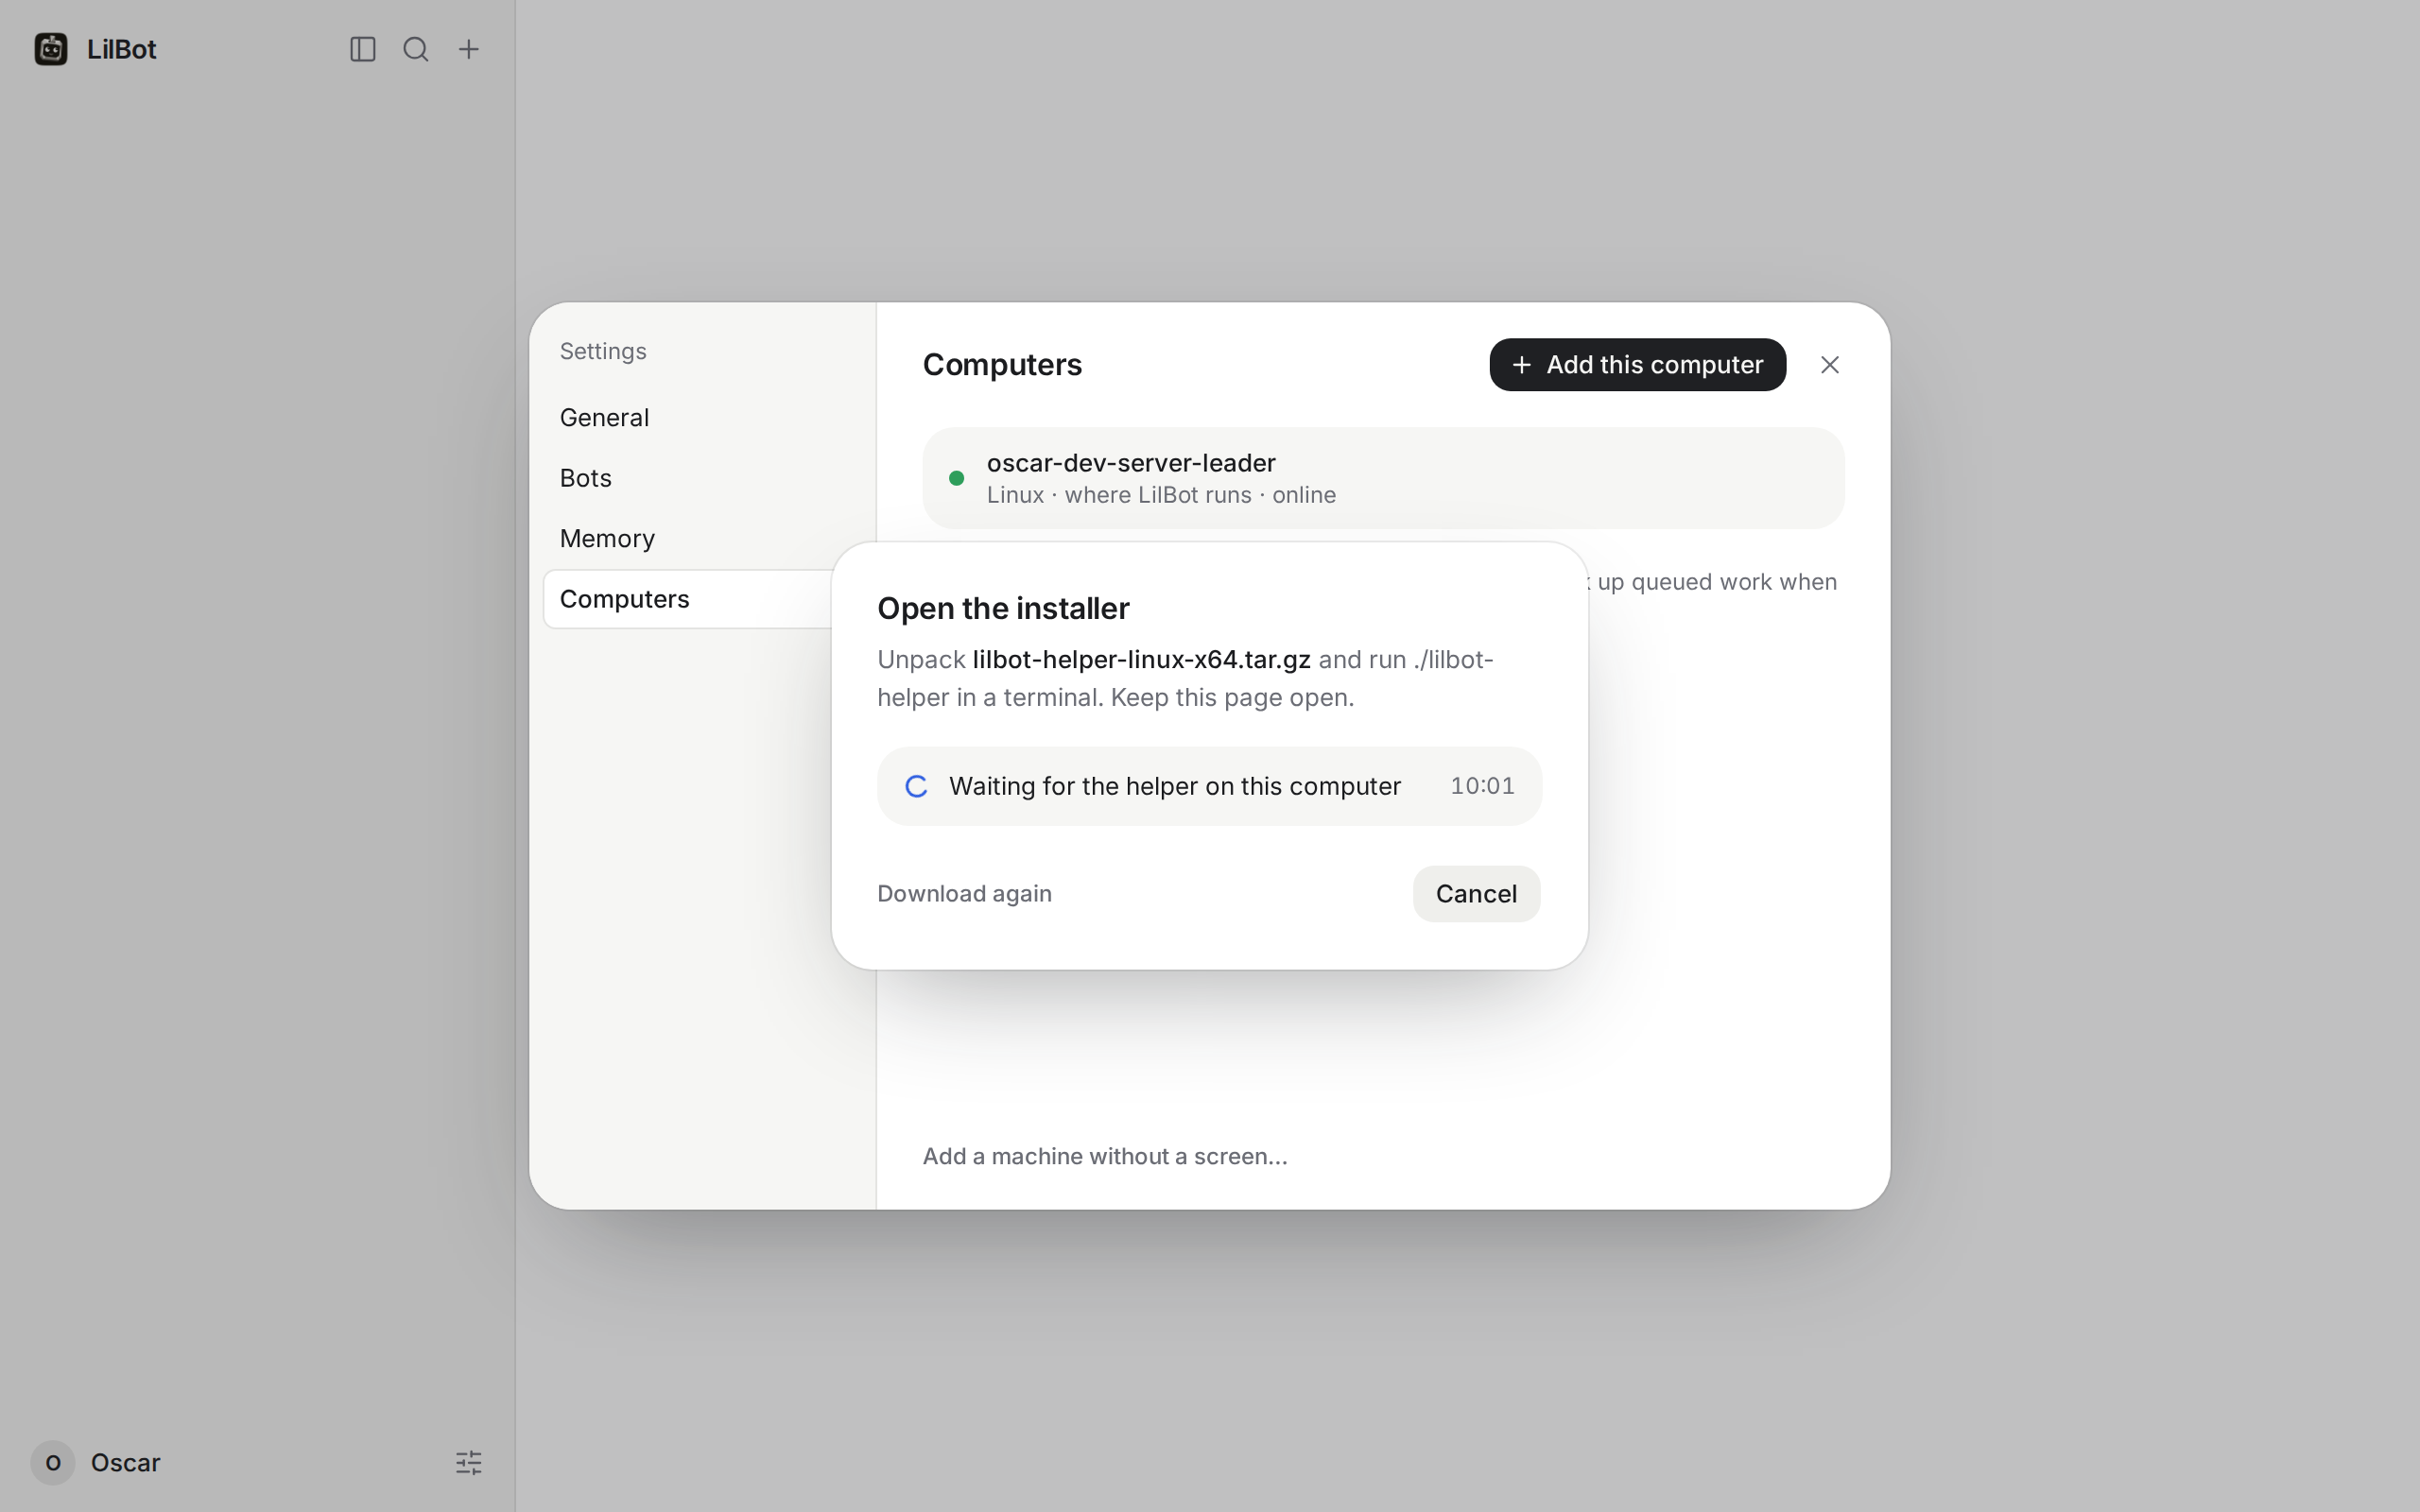 LilBot
Settings
General
Bots
Memory
Computers
Computers
Add this computer
oscar-dev-server-leader
Linux · where LilBot runs · online
up queued work when
Open the installer
Unpack lilbot-helper-linux-x64.tar.gz and run ./lilbot-
helper in a terminal. Keep this page open.
Waiting for the helper on this computer 10:01
Download again
Cancel
Add a machine without a screen...
O Oscar